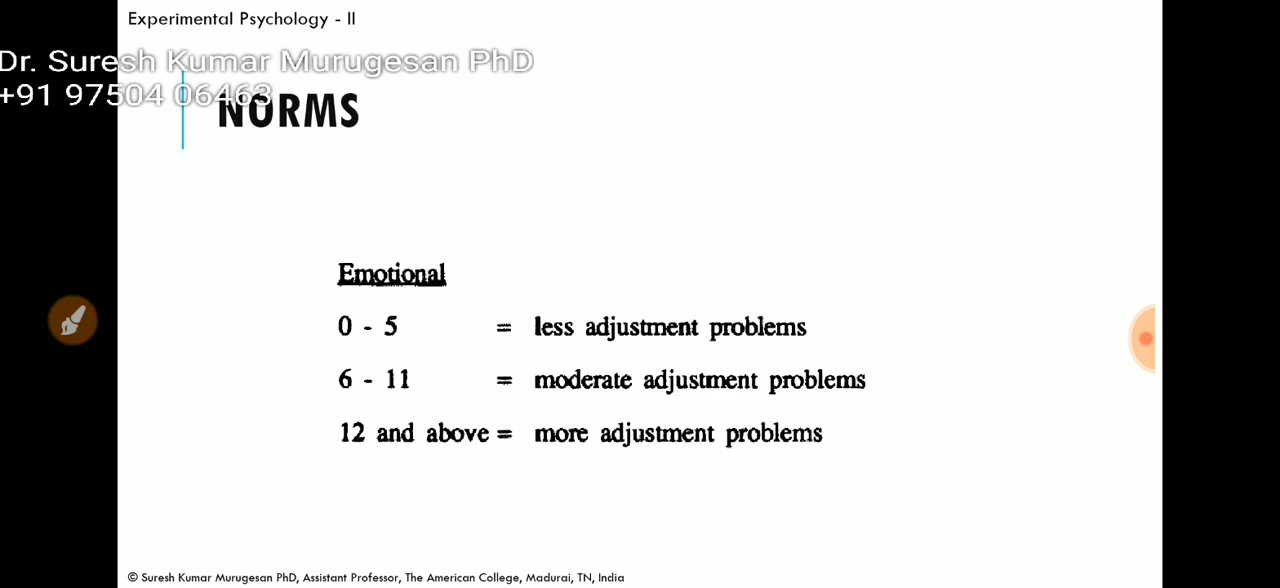 Experimental Psychology - II
Dr. Suresh Kumar Murugesan PhD
+91 97504 06463
NORMS
Emotional
0 - 5 = less adjustment problems
6 - 11 = moderate adjustment problems
12 and above = more adjustment problems
© Suresh Kumar Murugesan PhD, Assistant Professor, The American College, Madurai, TN, India